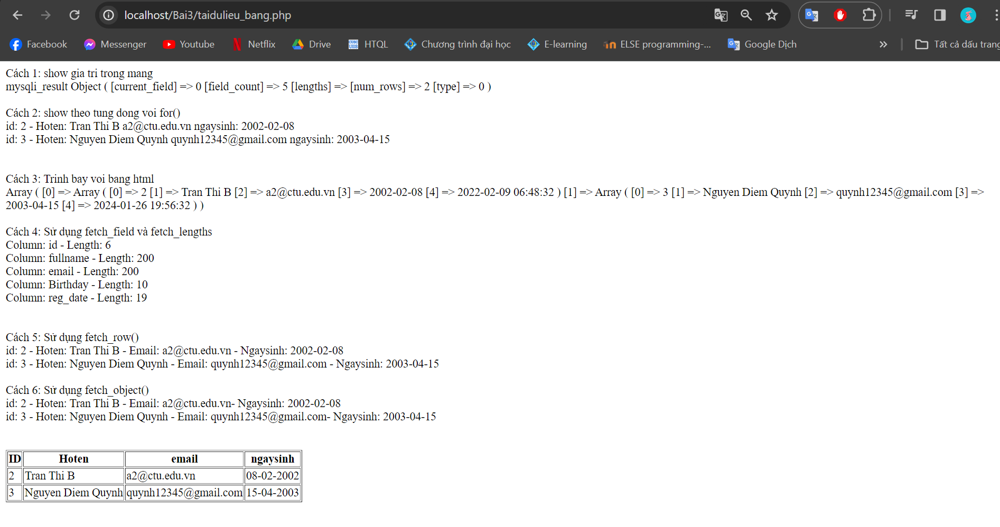 localhost/Bai3/taidulieu_bang.php
Facebook Messenger Youtube Netflix Drive HTQL Chương trình đại học E-learning ELSE programming-... Google Dịch » Tất cả dấu trang
Cách 1: show gia tri trong mang
mysqli_result Object ( [current_field] => 0 [field_count] => 5 [lengths] => [num_rows] => 2 [type] => 0 )
Cách 2: show theo tung dong voi for()
id: 2 - Hoten: Tran Thi B a2@ctu.edu.vn ngaysinh: 2002-02-08
id: 3 - Hoten: Nguyen Diem Quynh quynh12345@gmail.com ngaysinh: 2003-04-15
Cách 3: Trinh bay voi bang html
Array ( [0] => Array ( [0] => 2 [1] => Tran Thi B [2] => a2@ctu.edu.vn [3] => 2002-02-08 [4] => 2022-02-09 06:48:32 ) [1] => Array ( [0] => 3 [1] => Nguyen Diem Quynh [2] => quynh12345@gmail.com [3] =>
2003-04-15 [4] => 2024-01-26 19:56:32 ) )
Cách 4: Sử dụng fetch_field và fetch_lengths
Column: id - Length: 6
Column: fullname - Length: 200
Column: email - Length: 200
Column: Birthday - Length: 10
Column: reg_date - Length: 19
Cách 5: Sử dụng fetch_row()
id: 2 - Hoten: Tran Thi B - Email: a2@ctu.edu.vn - Ngaysinh: 2002-02-08
id: 3 - Hoten: Nguyen Diem Quynh - Email: quynh12345@gmail.com - Ngaysinh: 2003-04-15
Cách 6: Sử dụng fetch_object()
id: 2 - Hoten: Tran Thi B - Email: a2@ctu.edu.vn- Ngaysinh: 2002-02-08
id: 3 - Hoten: Nguyen Diem Quynh - Email: quynh12345@gmail.com- Ngaysinh: 2003-04-15
ID Hoten email ngaysinh
2 Tran Thi B a2@ctu.edu.vn 08-02-2002
3 Nguyen Diem Quynh quynh12345@gmail.com 15-04-2003